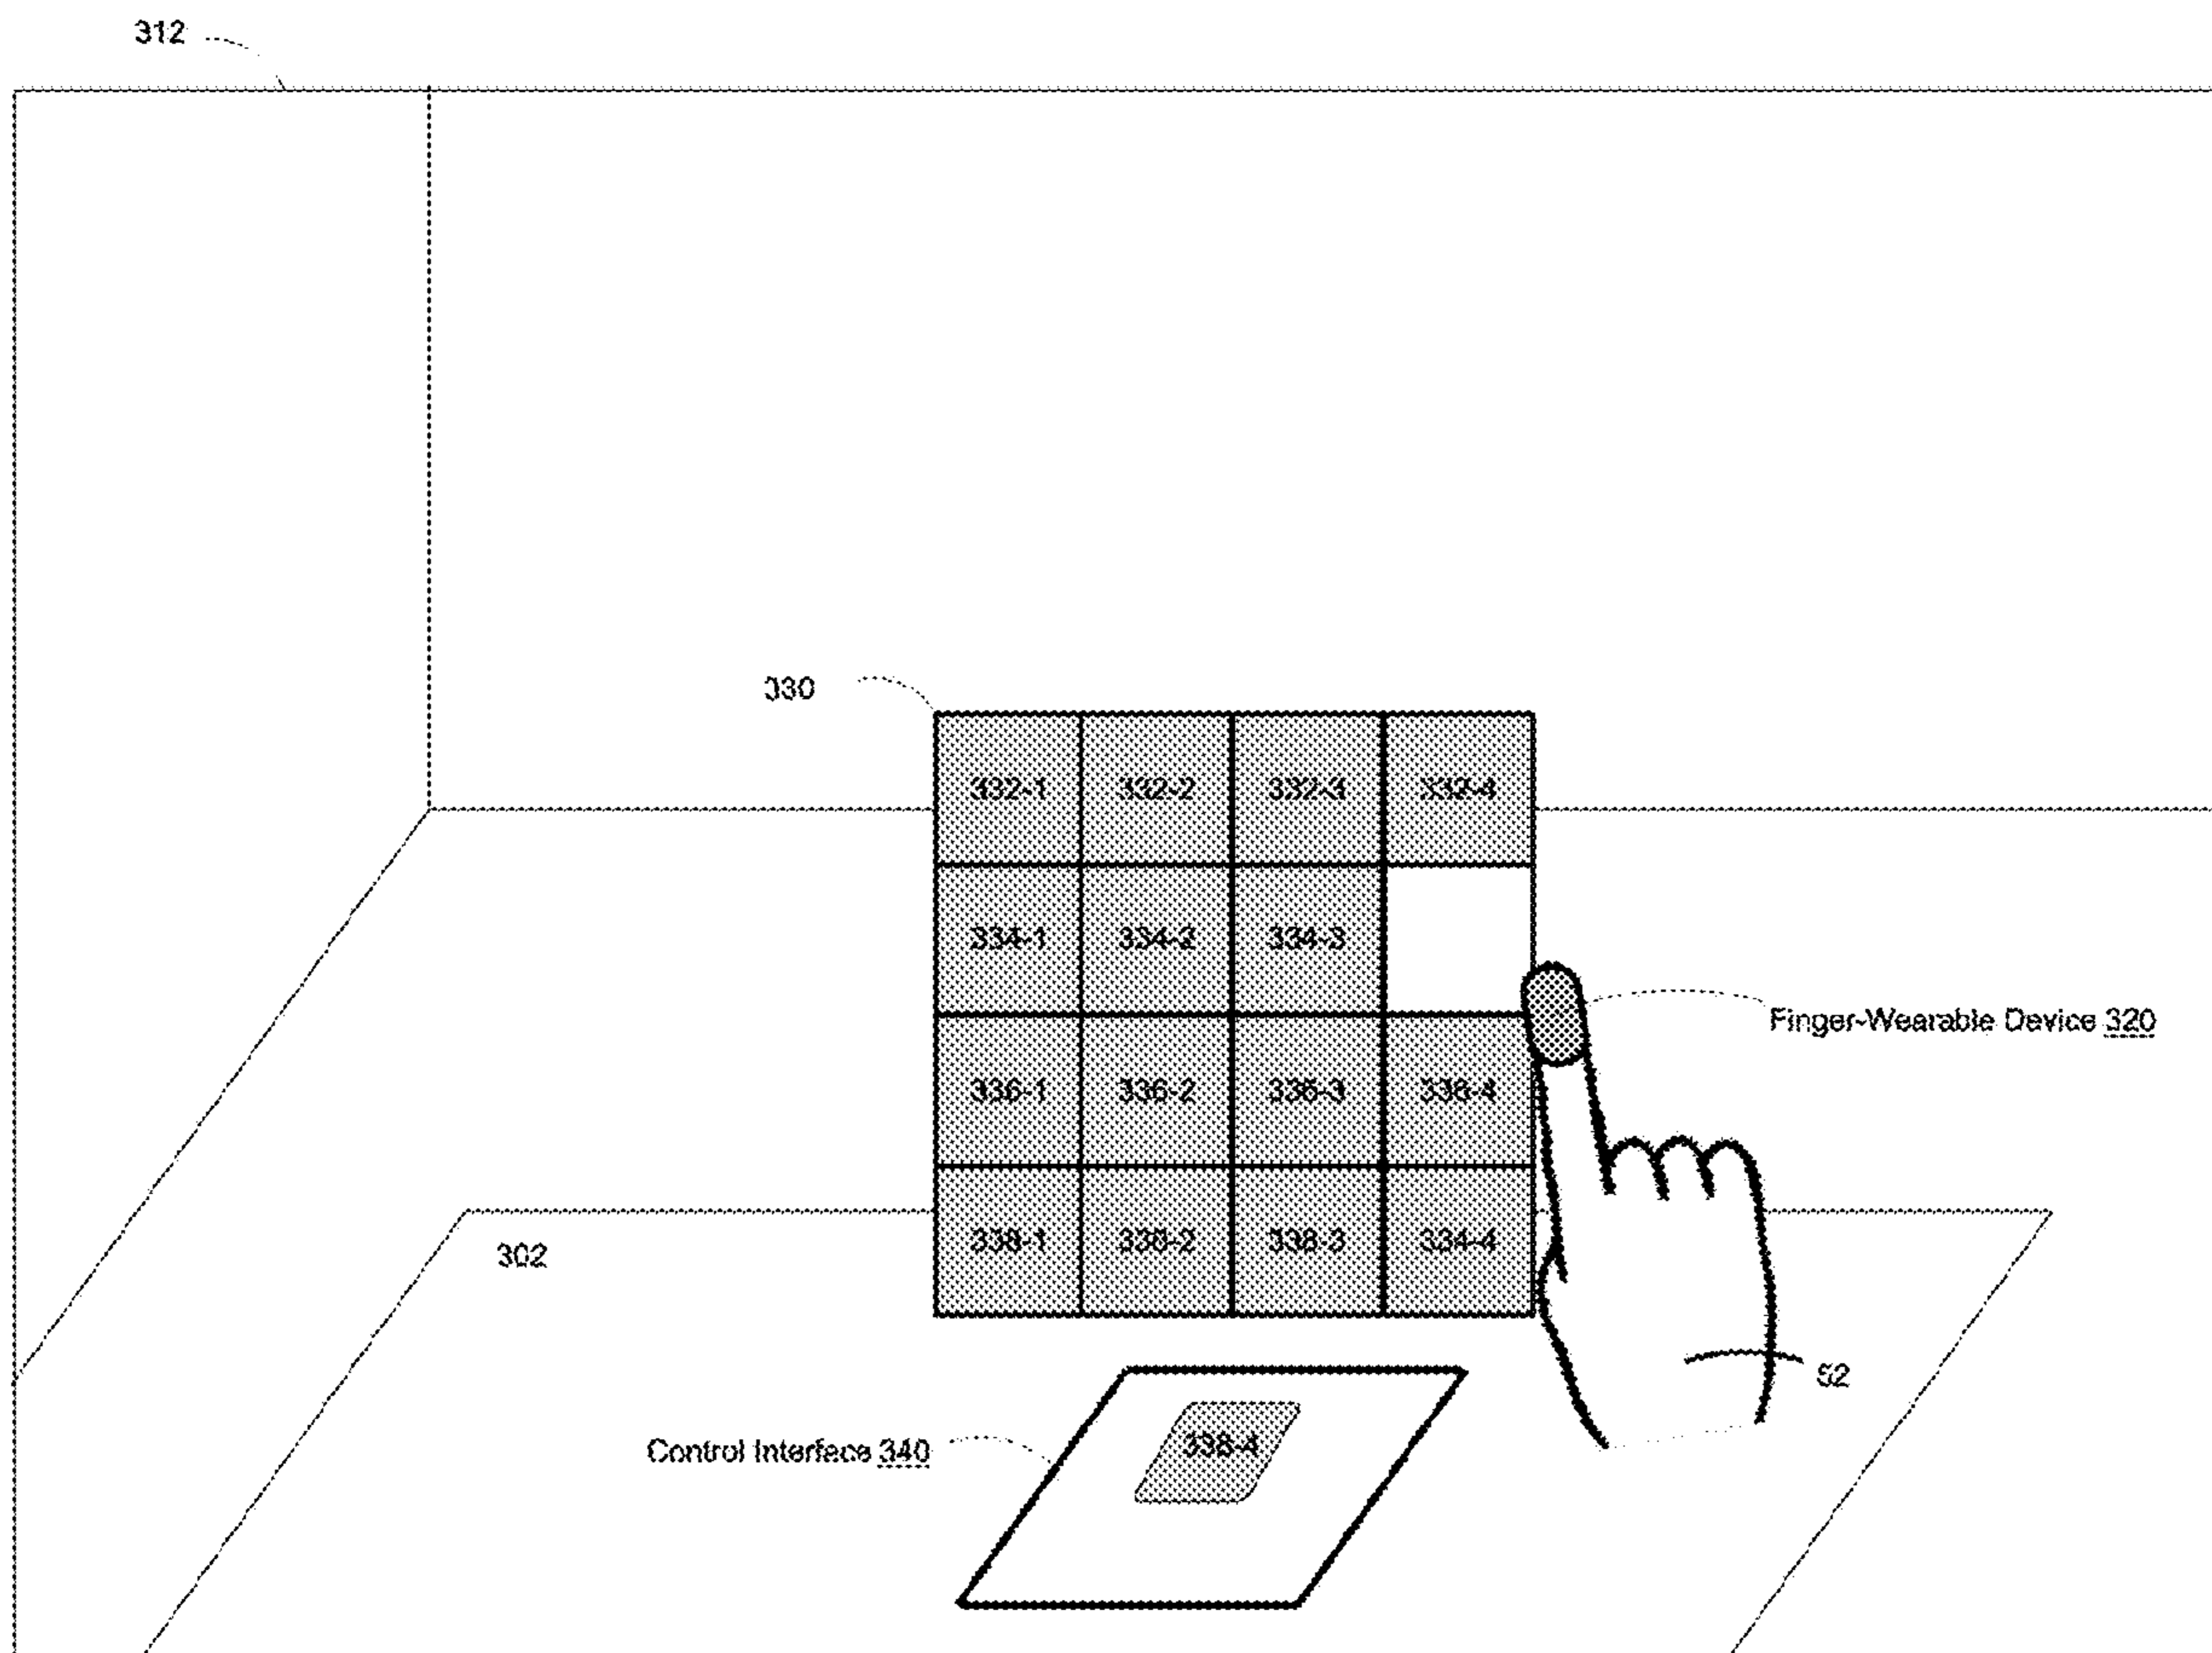 312
330
332-1 332-2 332-3 332-4
334-1 334-2 334-3
Finger-Wearable Device 320
336-1 336-2 336-3 336-4
338-1 338-2 338-3 334-4
302
52
338-4
Control Interface 340